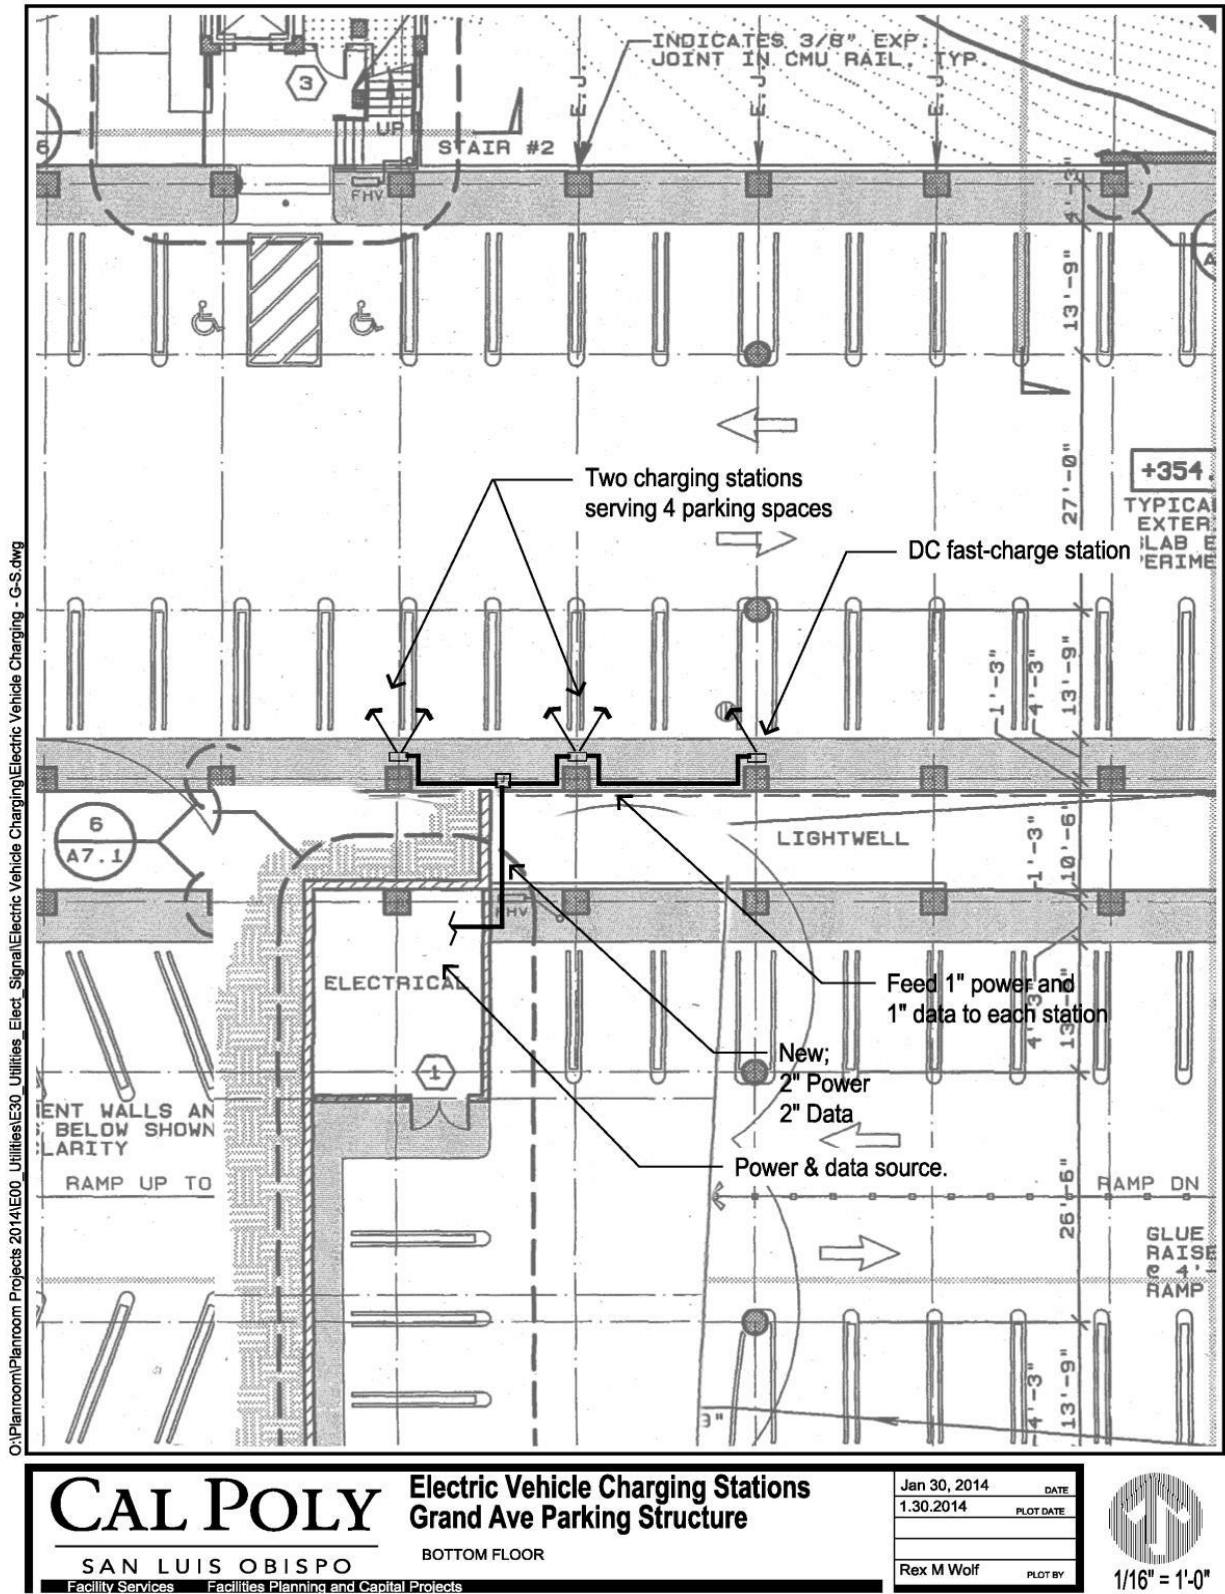 INDICATES 3/8" EXP.
JOINT IN CMU RAIL, TYP.
E.J.
E.J.
E.J.
3
UP
STAIR #2
6
FHV
4'-3"
A
13'-9"
27'-0"
+354.
TYPICA
EXTER
SLAB E
PERIME
Two charging stations
serving 4 parking spaces
DC fast-charge station
1'-3"
4'-3"
13'-9"
6
A7.1
LIGHTWELL
1'-3"
10'-6"
ELECTRICAL
Feed 1" power and
1" data to each station
4'-3"
1
New;
2" Power
2" Data
ENT WALLS AN
BELOW SHOWN
LARITY
Power & data source.
RAMP UP TO
RAMP DN
26'-6"
GLUE
RAISE
@ 4'-
RAMP
4'-3"
13'-9"
3"
O:\Planroom\Planroom Projects 2014\E00_Utilities\E30_Utilities_Elect_Signal\Electric Vehicle Charging\Electric Vehicle Charging - G-S.dwg
CAL POLY
SAN LUIS OBISPO
Facility Services Facilities Planning and Capital Projects
Electric Vehicle Charging Stations
Grand Ave Parking Structure
BOTTOM FLOOR
Jan 30, 2014 DATE
1.30.2014 PLOT DATE
Rex M Wolf PLOT BY
1/16" = 1'-0"